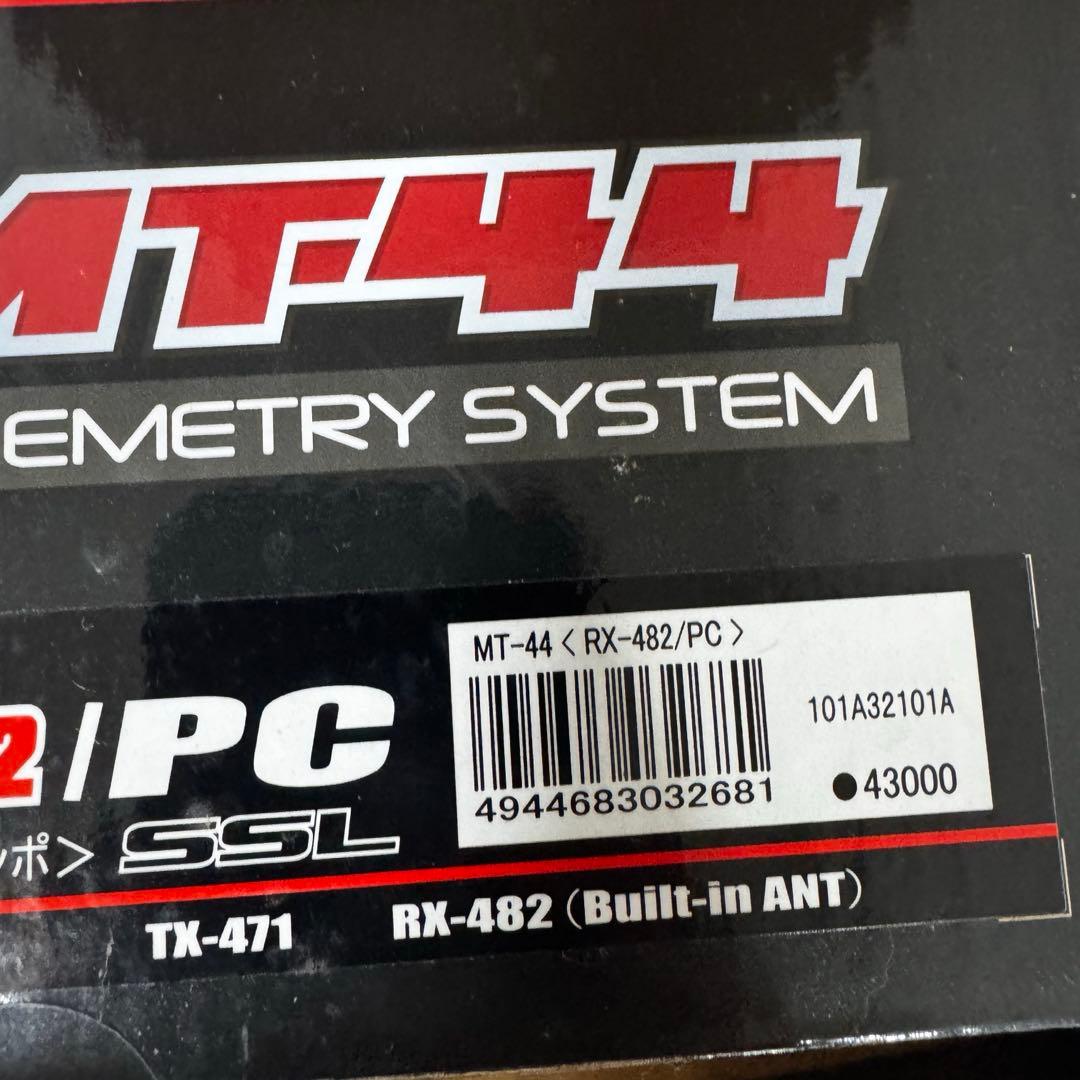 MT-44
EMETRY SYSTEM
MT-44 < RX-482/PC >
101A32101A
4944683032681
●43000
2/PC
ンポ> SSL
TX-471
RX-482 (Built-in ANT)